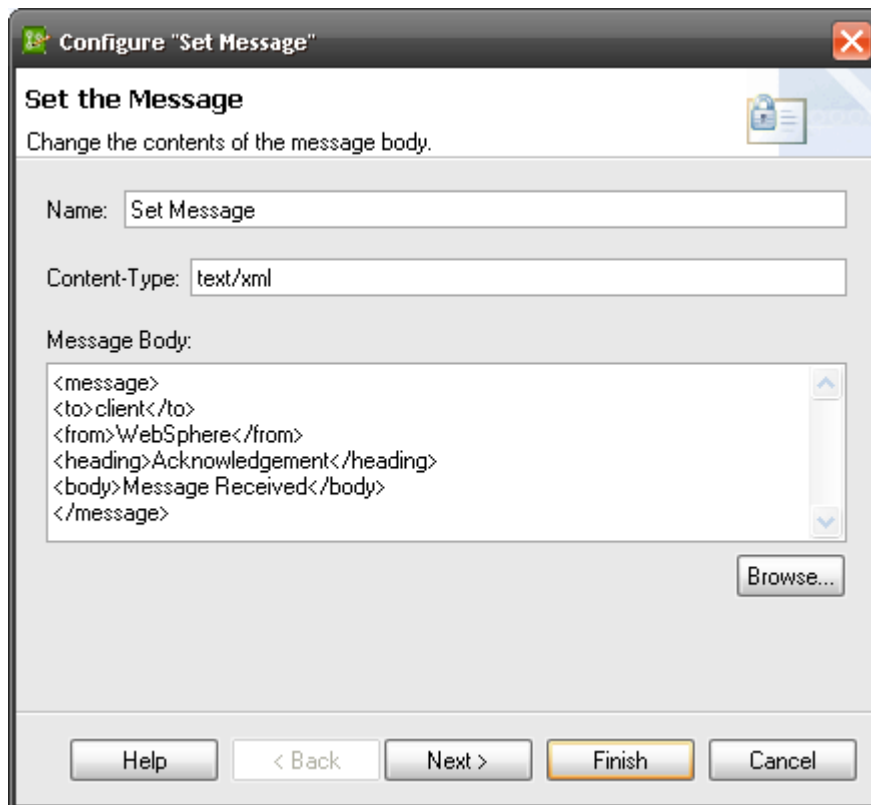 Configure "Set Message"
Set the Message
Change the contents of the message body.
Name: Set Message
Content-Type: text/xml
Message Body:
<message>
<to>client</to>
<from>WebSphere</from>
<heading>Acknowledgement</heading>
<body>Message Received</body>
</message>
Browse...
Help < Back Next > Finish Cancel